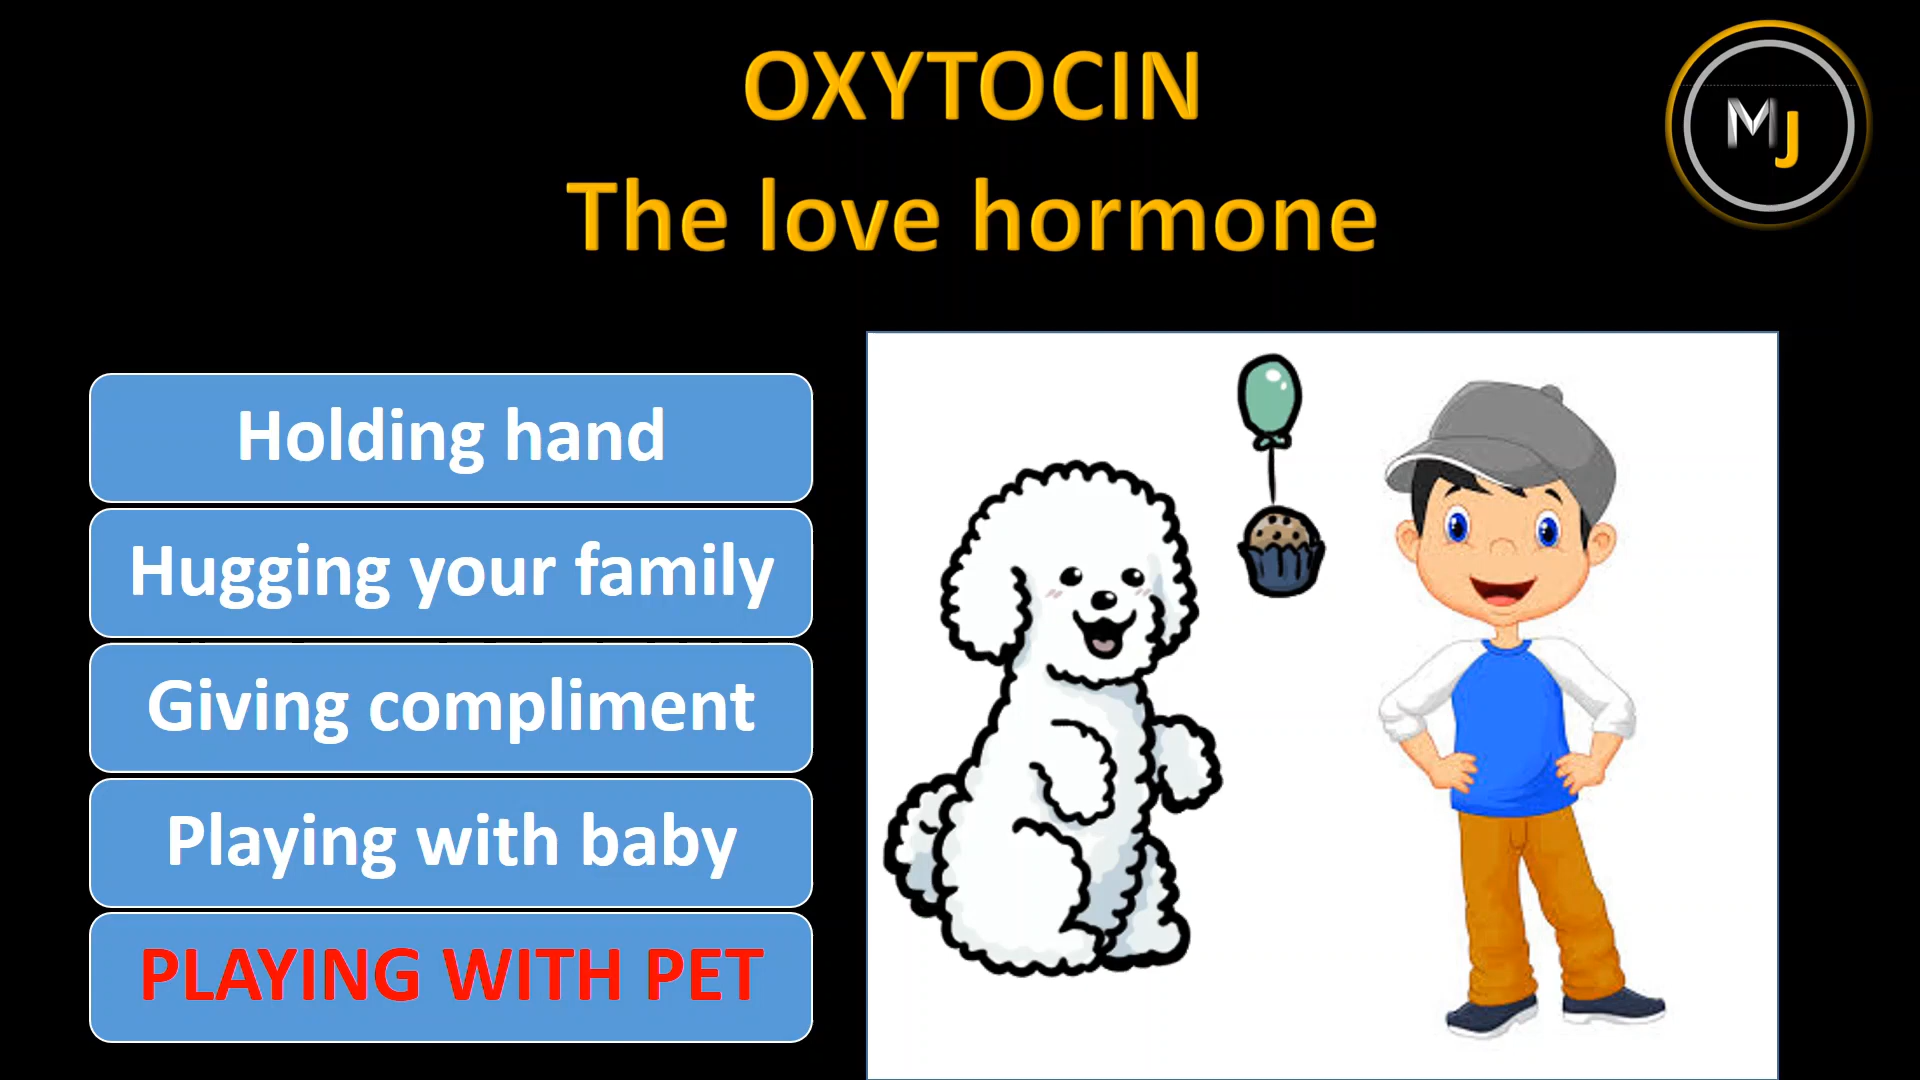 OXYTOCIN
The love hormone
MJ
Holding hand
Hugging your family
Giving compliment
Playing with baby
PLAYING WITH PET